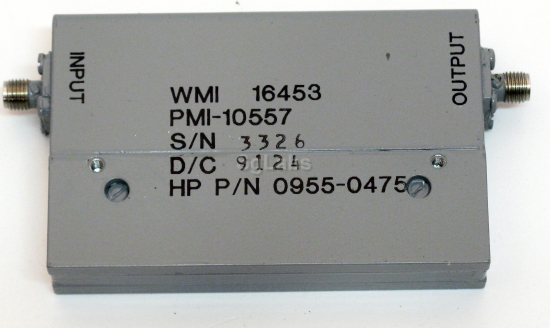 INPUT
OUTPUT
WMI 16453
PMI-10557
S/N 3326
D/C 9124
HP P/N 0955-0475